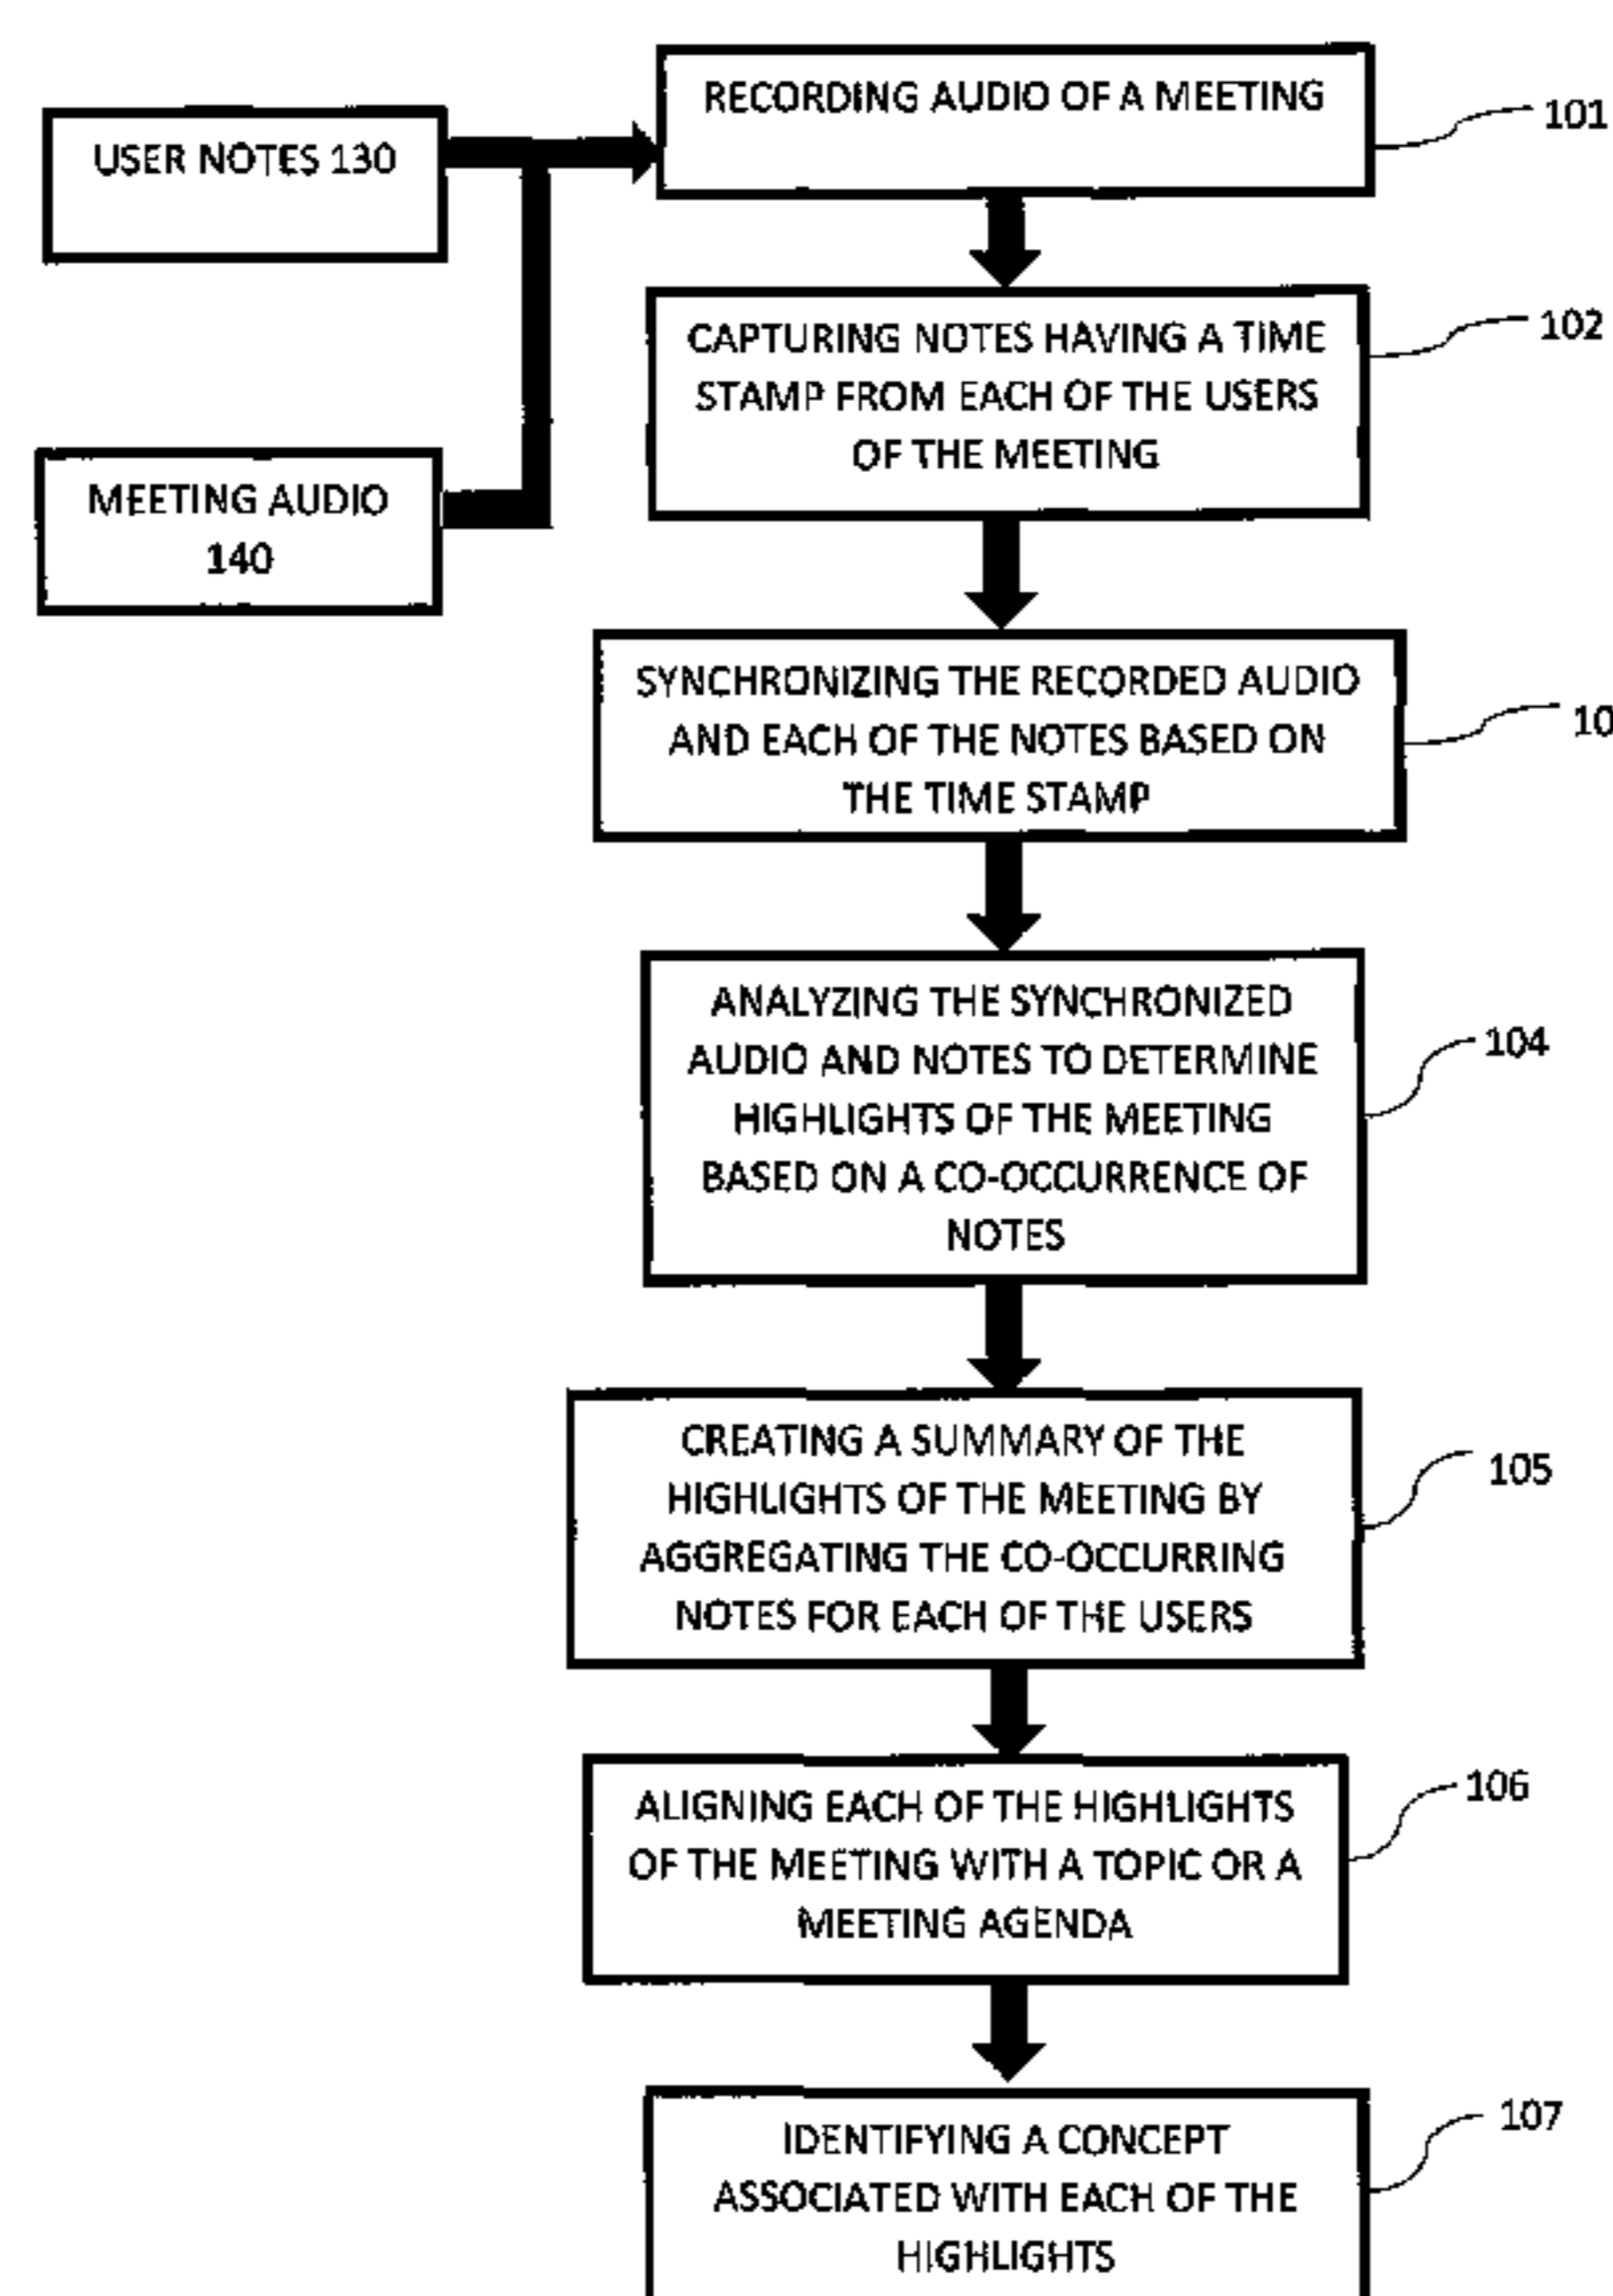 RECORDING AUDIO OF A MEETING
101
USER NOTES 130
CAPTURING NOTES HAVING A TIME
STAMP FROM EACH OF THE USERS
OF THE MEETING
102
MEETING AUDIO
140
SYNCHRONIZING THE RECORDED AUDIO
AND EACH OF THE NOTES BASED ON
THE TIME STAMP
10
ANALYZING THE SYNCHRONIZED
AUDIO AND NOTES TO DETERMINE
HIGHLIGHTS OF THE MEETING
BASED ON A CO-OCCURRENCE OF
NOTES
104
CREATING A SUMMARY OF THE
HIGHLIGHTS OF THE MEETING BY
AGGREGATING THE CO-OCCURRING
NOTES FOR EACH OF THE USERS
105
ALIGNING EACH OF THE HIGHLIGHTS
OF THE MEETING WITH A TOPIC OR A
MEETING AGENDA
106
IDENTIFYING A CONCEPT
ASSOCIATED WITH EACH OF THE
HIGHLIGHTS
107